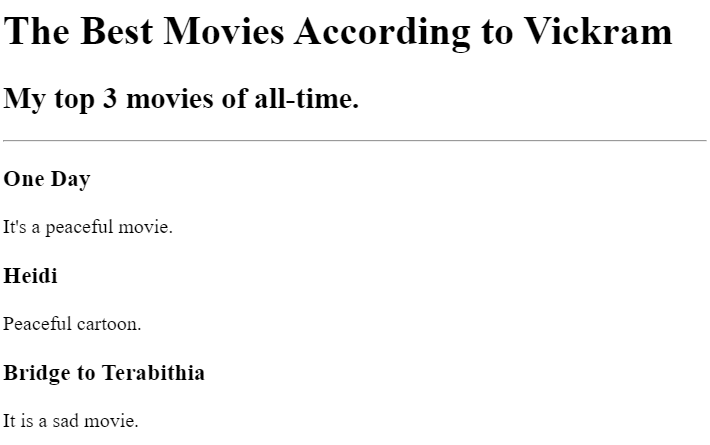 The Best Movies According to Vickram
My top 3 movies of all-time.
One Day
It's a peaceful movie.
Heidi
Peaceful cartoon.
Bridge to Terabithia
It is a sad movie.